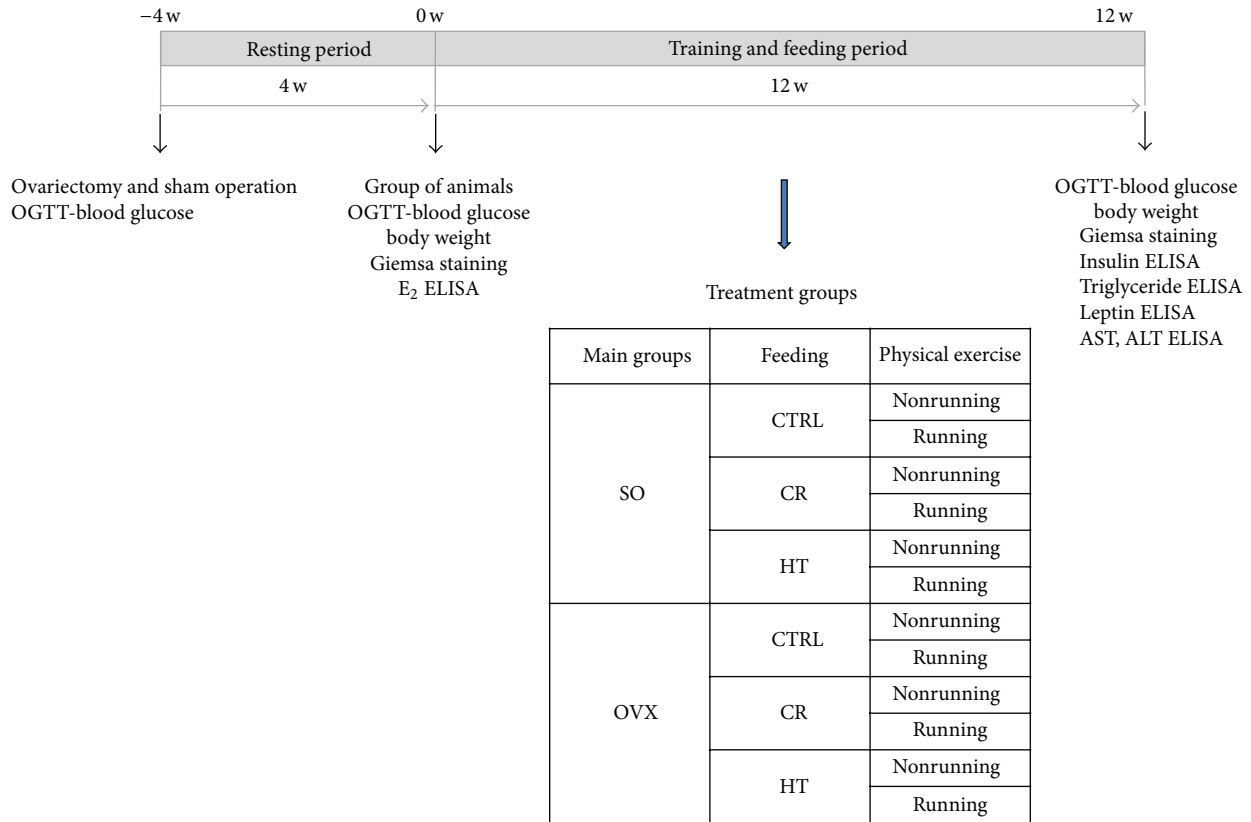 −4 w 0 w 12 w
Resting period Training and feeding period
4 w 12 w
Ovariectomy and sham operation
OGTT-blood glucose
Group of animals
OGTT-blood glucose
body weight
Giemsa staining
E₂ ELISA
OGTT-blood glucose
body weight
Giemsa staining
Insulin ELISA
Triglyceride ELISA
Leptin ELISA
AST, ALT ELISA
Treatment groups
Main groups Feeding Physical exercise
SO
CTRL
Nonrunning
Running
CR
Nonrunning
Running
HT
Nonrunning
Running
OVX
CTRL
Nonrunning
Running
CR
Nonrunning
Running
HT
Nonrunning
Running